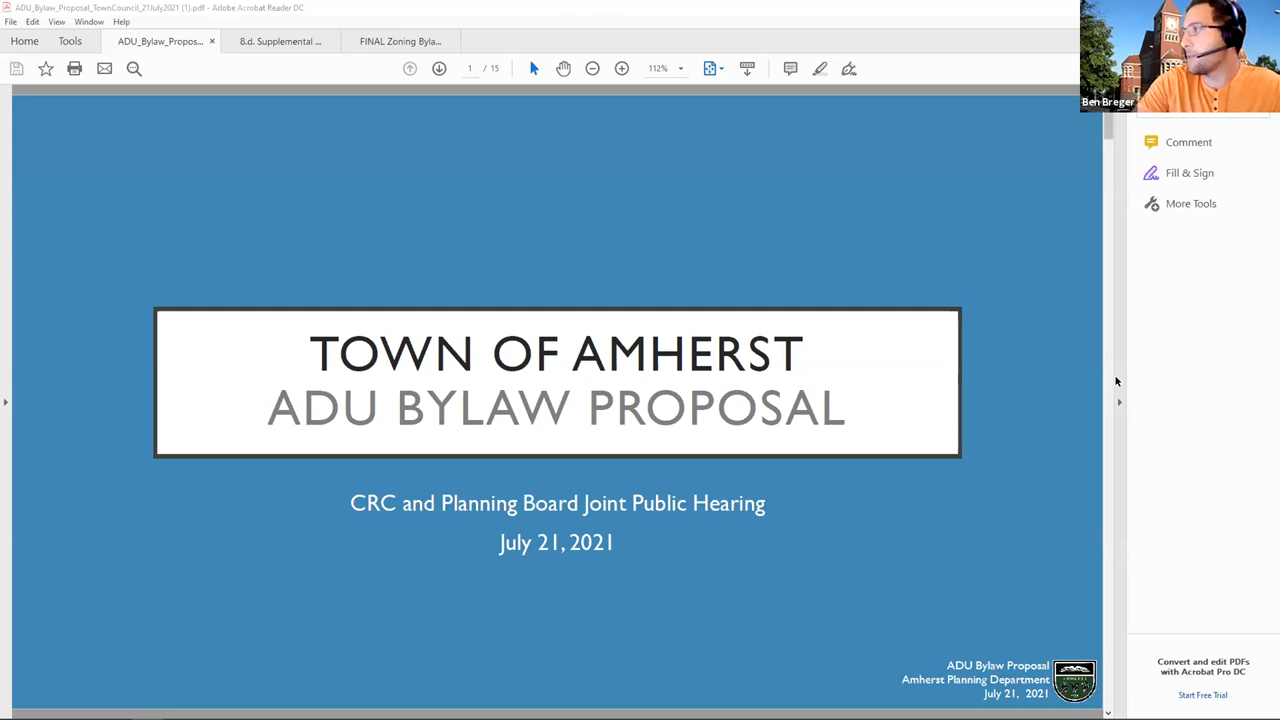 ADU_Bylaw_Proposal_TownCouncil_21July2021 (1).pdf - Adobe Acrobat Reader DC
File Edit View Window Help
Home Tools ADU_Bylaw_Propos... × 8.d. Supplemental ... FINAL Zoning Byla...
1 / 15 112%
Ben Breger
Comment
Fill & Sign
More Tools
TOWN OF AMHERST
ADU BYLAW PROPOSAL
CRC and Planning Board Joint Public Hearing
July 21, 2021
ADU Bylaw Proposal
Amherst Planning Department
July 21, 2021
Convert and edit PDFs
with Acrobat Pro DC
Start Free Trial